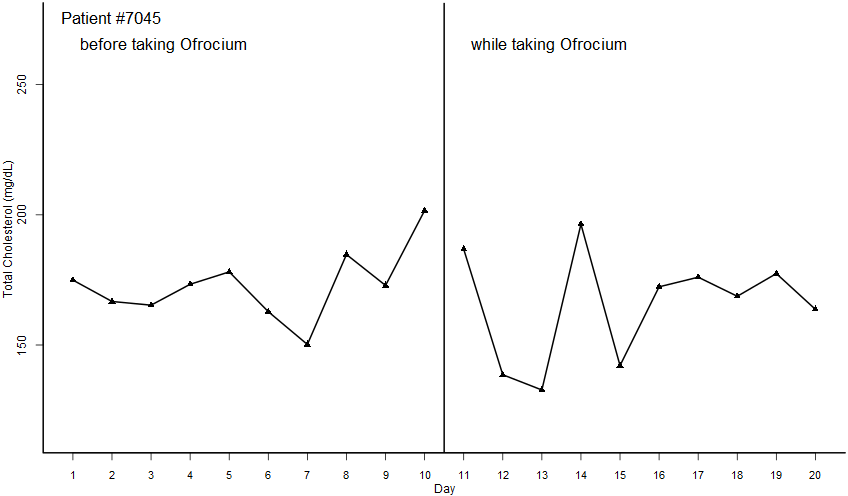 Patient #7045
before taking Ofrocium
while taking Ofrocium
Total Cholesterol (mg/dL)
250
200
150
1 2 3 4 5 6 7 8 9 10 11 12 13 14 15 16 17 18 19 20
Day